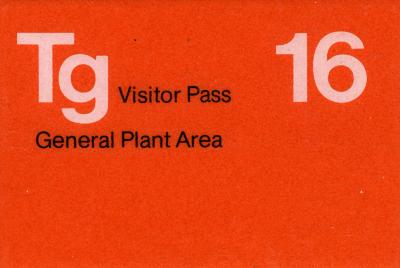 Tg Visitor Pass 16
General Plant Area